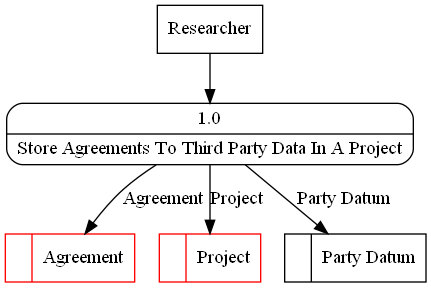 Researcher
1.0
Store Agreements To Third Party Data In A Project
Agreement
Project
Party Datum
Agreement
Project
Party Datum